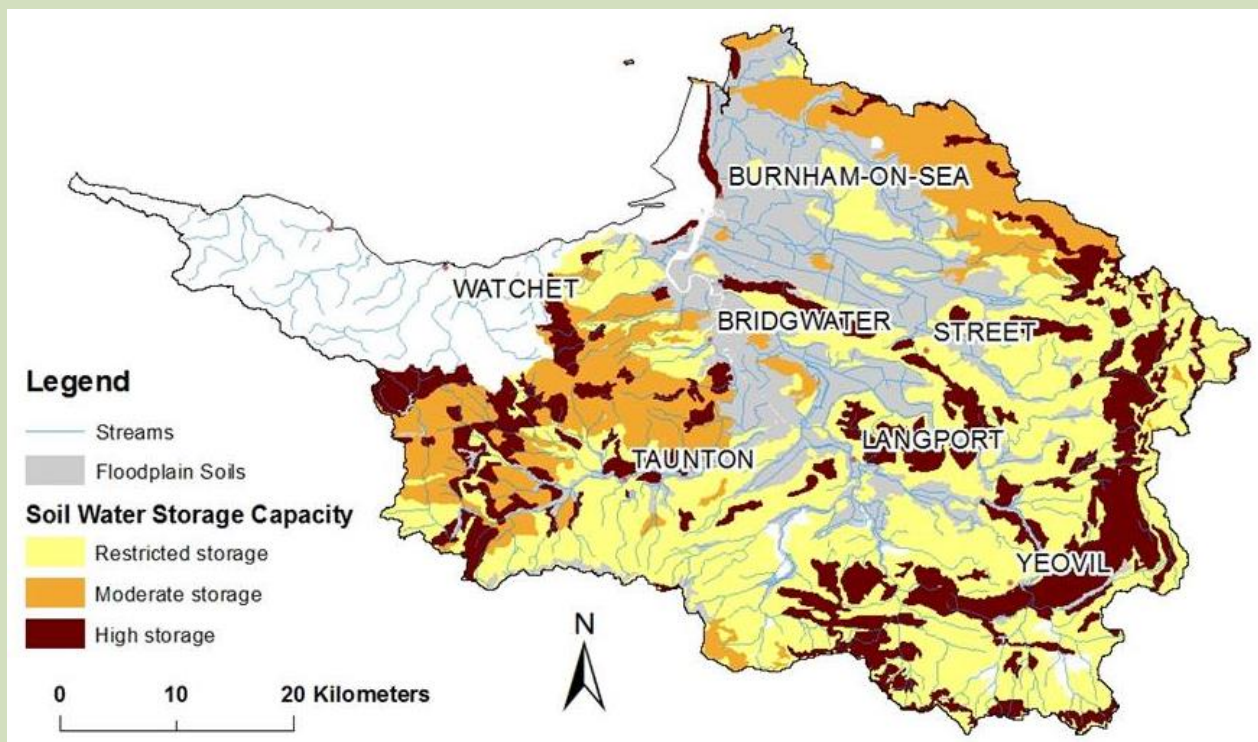 BURNHAM-ON-SEA
WATCHET
BRIDGWATER
STREET
LANGPORT
TAUNTON
YEOVIL
Legend
Streams
Floodplain Soils
Soil Water Storage Capacity
Restricted storage
Moderate storage
High storage
N
0 10 20 Kilometers